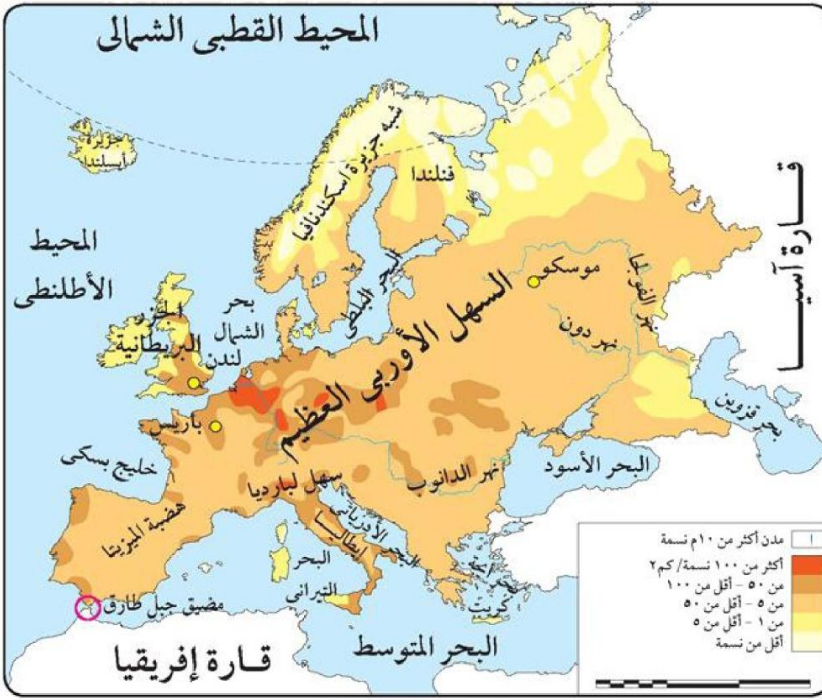 المحيط القطبى الشمالى
جزيرة
أيسلندا
شبه جزيرة اسكندنافيا
فنلندا
قارة آسيا
المحيط
الأطلنطى
بحر
الشمال
البحر البلطى
موسكو
نهر الفولجا
نهر دون
السهل الأوربى العظيم
الجزر
البريطانية
لندن
باريس
بحر قزوين
خليج بسكى
سهل لمبارديا
نهر الدانوب
البحر الأسود
هضبة الميزيتا
إيطاليا
البحر الأدرياتى
البحر
التيرانى
كريت
مضيق جبل طارق
البحر المتوسط
قارة إفريقيا
مدن أكثر من ١٠م نسمة
أكثر من ١٠٠ نسمة/كم٢
من ٥٠ - أقل من ١٠٠
من ٥ - أقل من ٥٠
من ١ - أقل من ٥
أقل من نسمة